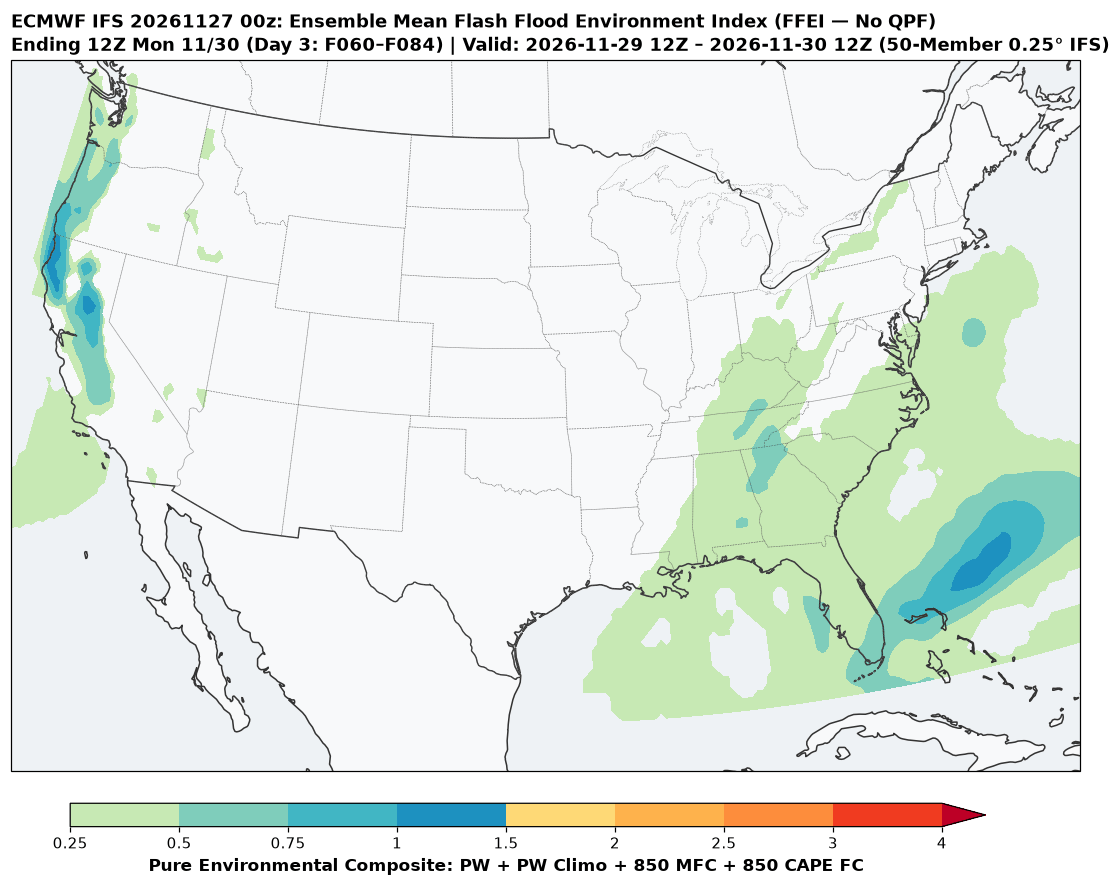 ECMWF IFS 20261127 00z: Ensemble Mean Flash Flood Environment Index (FFEI — No QPF)
Ending 12Z Mon 11/30 (Day 3: F060–F084) | Valid: 2026-11-29 12Z – 2026-11-30 12Z (50-Member 0.25° IFS)
0.25 0.5 0.75 1 1.5 2 2.5 3 4
Pure Environmental Composite: PW + PW Climo + 850 MFC + 850 CAPE FC